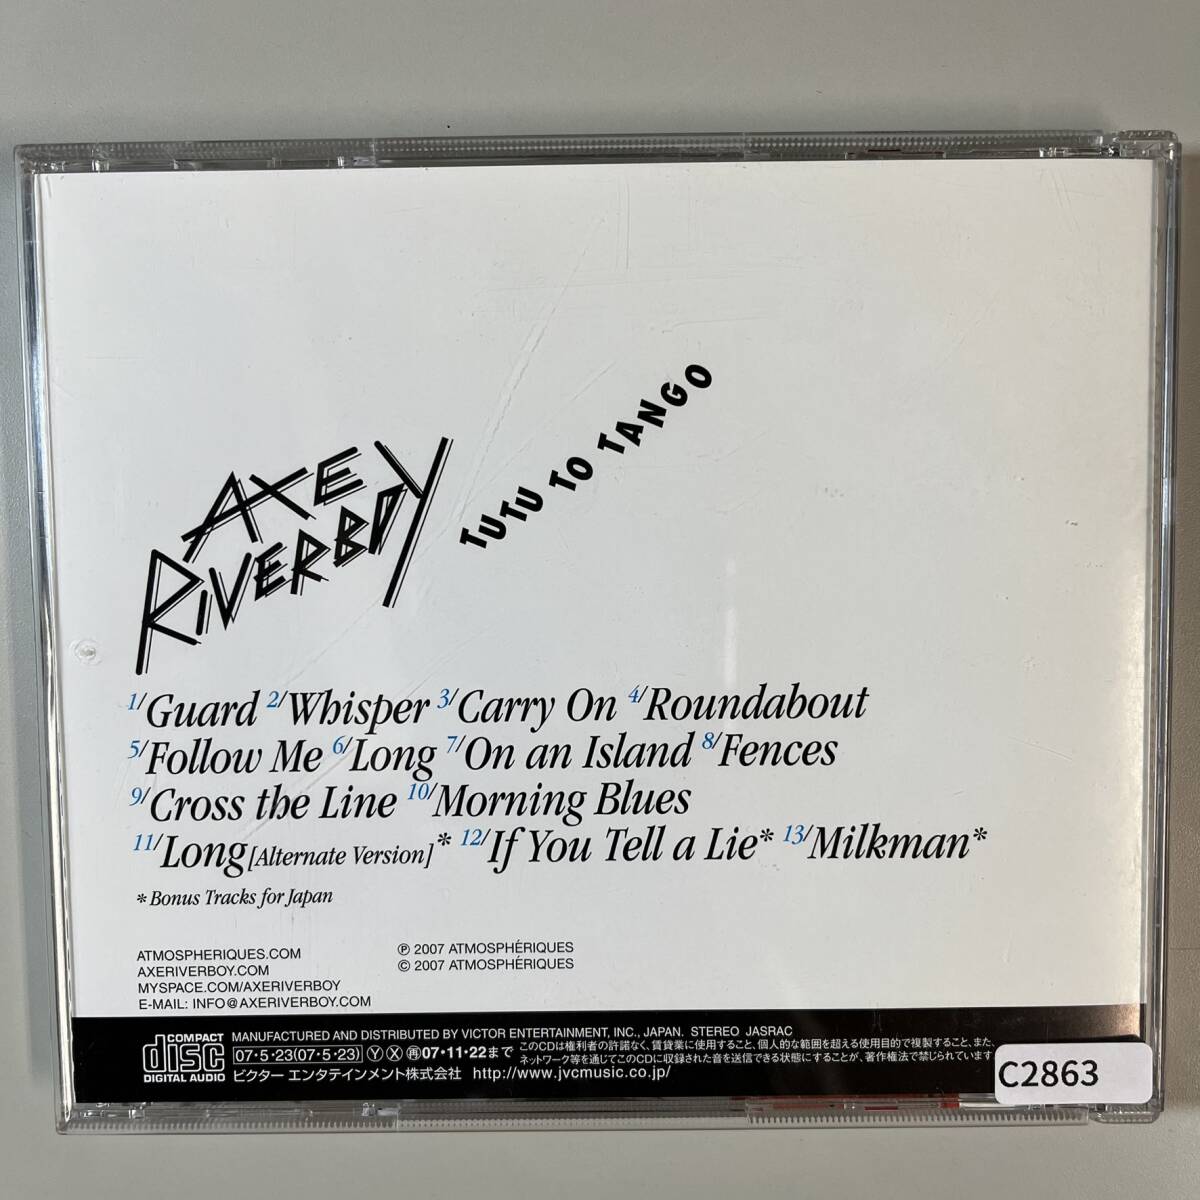 AXE
RIVERBOY
TUTU TO TANGO
1/Guard 2/Whisper 3/Carry On 4/Roundabout
5/Follow Me 6/Long 7/On an Island 8/Fences
9/Cross the Line 10/Morning Blues
11/Long[Alternate Version]* 12/If You Tell a Lie* 13/Milkman*
* Bonus Tracks for Japan
ATMOSPHERIQUES.COM
AXERIVERBOY.COM
MYSPACE.COM/AXERIVERBOY
E-MAIL: INFO@AXERIVERBOY.COM
℗ 2007 ATMOSPHÉRIQUES
© 2007 ATMOSPHÉRIQUES
COMPACT
disc
DIGITAL AUDIO
MANUFACTURED AND DISTRIBUTED BY VICTOR ENTERTAINMENT, INC., JAPAN. STEREO JASRAC
07・5・23(07・5・23) Ⓨ Ⓧ ㊞07・11・22まで
ビクター エンタテインメント株式会社 http://www.jvcmusic.co.jp/
このCDは権利者の許諾なく、賃貸業に使用すること、個人的な範囲を超える使用目的で複製すること、また、
ネットワーク等を通じてこのCDに収録された音を送信できる状態にすることが、著作権法で禁じられています
C2863